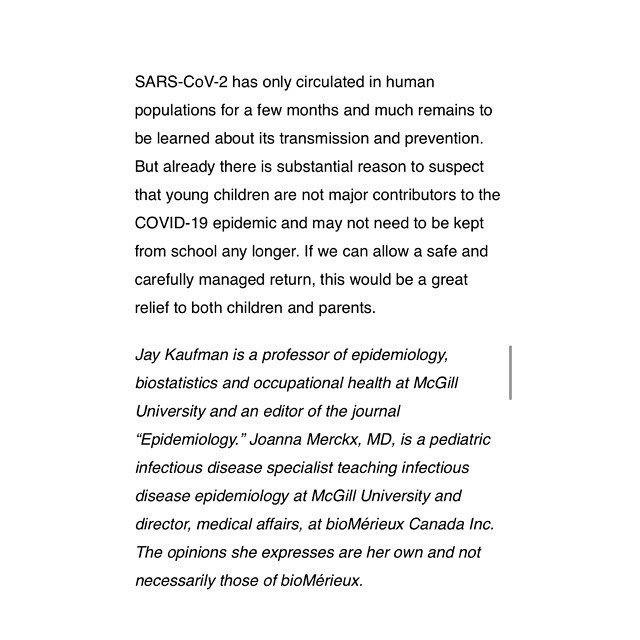 SARS-CoV-2 has only circulated in human
populations for a few months and much remains to
be learned about its transmission and prevention.
But already there is substantial reason to suspect
that young children are not major contributors to the
COVID-19 epidemic and may not need to be kept
from school any longer. If we can allow a safe and
carefully managed return, this would be a great
relief to both children and parents.
Jay Kaufman is a professor of epidemiology,
biostatistics and occupational health at McGill
University and an editor of the journal
“Epidemiology.” Joanna Merckx, MD, is a pediatric
infectious disease specialist teaching infectious
disease epidemiology at McGill University and
director, medical affairs, at bioMérieux Canada Inc.
The opinions she expresses are her own and not
necessarily those of bioMérieux.